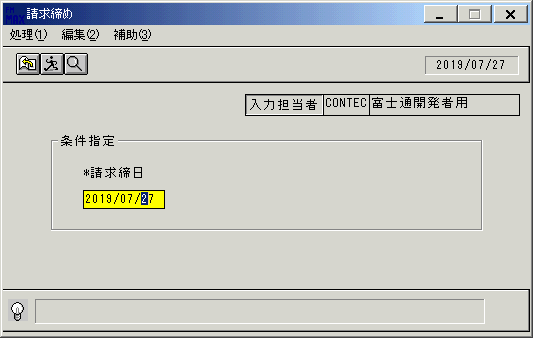 請求締め
処理(1) 編集(2) 補助(3)
2019/07/27
入力担当者 CONTEC 富士通開発者用
条件指定
*請求締日
2019/07/27